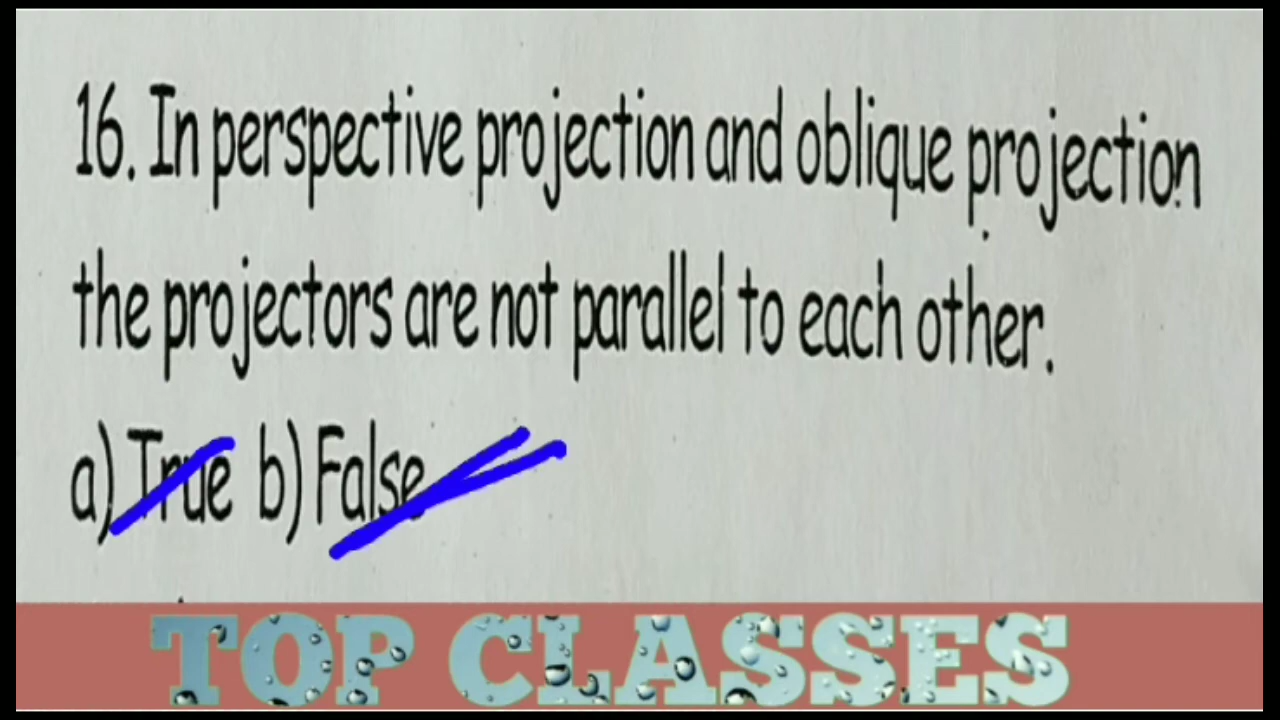 16. In perspective projection and oblique projection
the projectors are not parallel to each other.
a) True b) False
TOP CLASSES